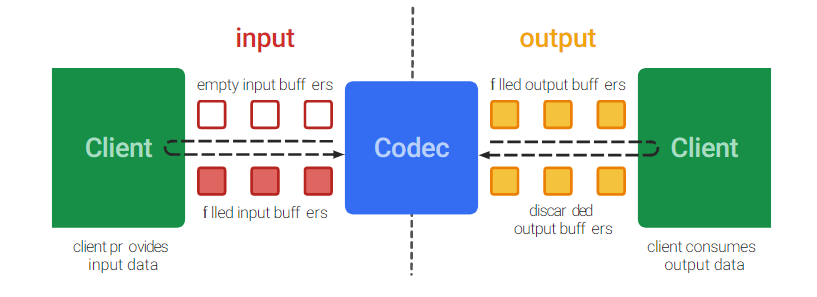 input
output
empty input buff ers
f lled output buff ers
Client
Codec
Client
f lled input buff ers
discar ded
output buff ers
client pr ovides
input data
client consumes
output data